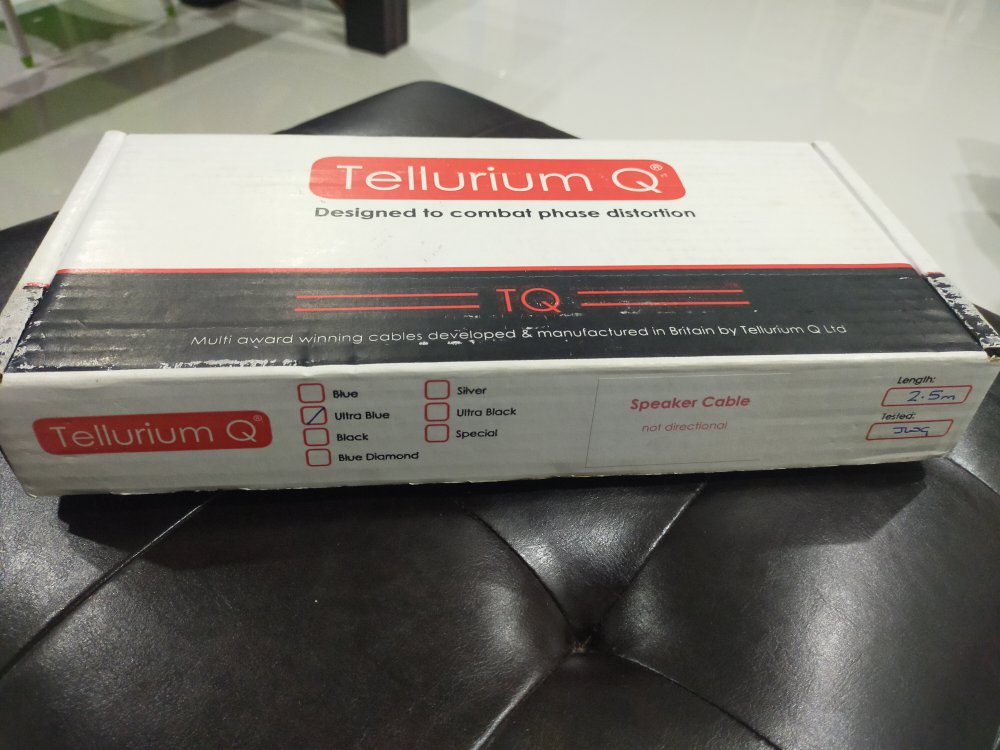 Tellurium Q®
Designed to combat phase distortion
TQ
Multi award winning cables developed & manufactured in Britain by Tellurium Q Ltd
Tellurium Q®
Blue
Ultra Blue
Black
Blue Diamond
Silver
Ultra Black
Special
Speaker Cable
not directional
Length:
2.5m
Tested: